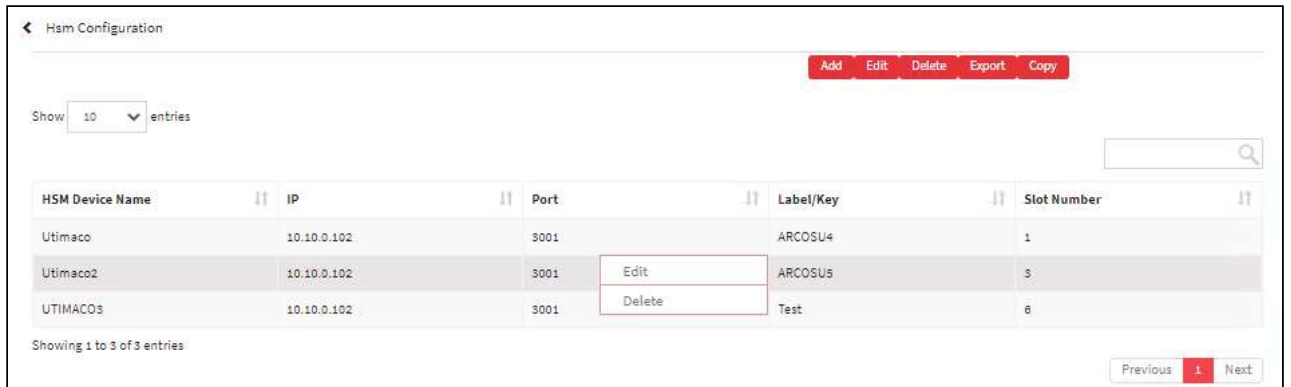 Hsm Configuration
Add Edit Delete Export Copy
Show 10 entries
HSM Device Name IP Port Label/Key Slot Number
Utimaco 10.10.0.102 3001 ARCOSU4 1
Utimaco2 10.10.0.102 3001 Edit ARCOSU5 3
Delete
UTIMACO3 10.10.0.102 3001 Test 6
Showing 1 to 3 of 3 entries
Previous 1 Next